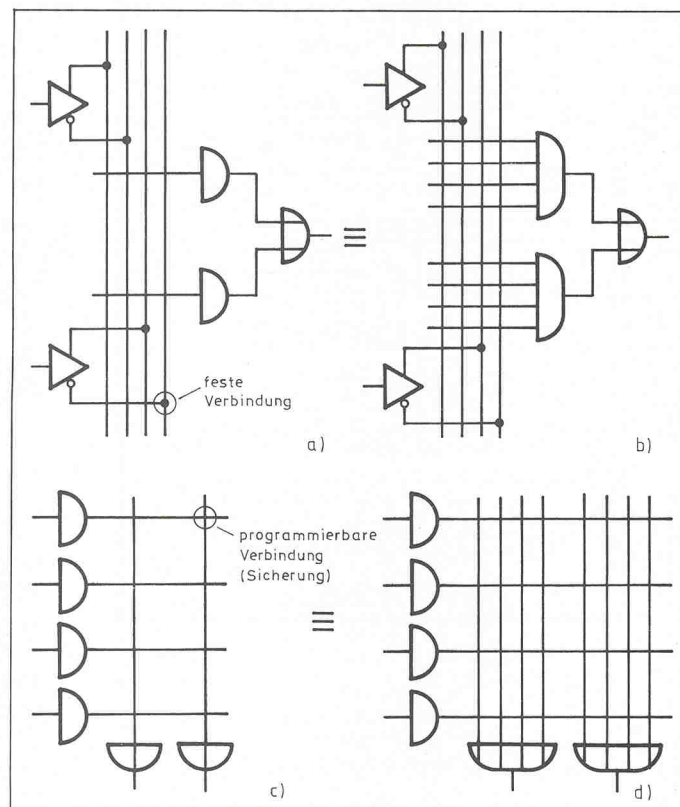 feste
Verbindung
a)
b)
programmierbare
Verbindung
(Sicherung)
c)
d)